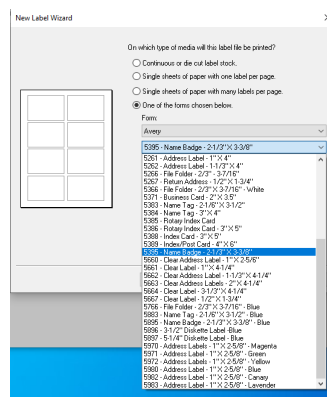 New Label Wizard
On which type of media will this label file be printed?
Continuous or die cut label stock.
Single sheets of paper with one label per page.
Single sheets of paper with many labels per page.
One of the forms chosen below.
Form:
Avery
5395 - Name Badge - 2-1/3" X 3-3/8"
5261 - Address Label - 1" X 4"
5262 - Address Label - 1-1/3" X 4"
5266 - File Folder - 2/3" - 3-7/16"
5267 - Return Address - 1/2" X 1-3/4"
5366 - File Folder - 2/3" X 3-7/16" - White
5371 - Business Card - 2" X 3.5"
5383 - Name Tag - 2-1/6" X 3-1/2"
5384 - Name Tag - 3" X 4"
5385 - Rotary Index Card
5386 - Rotary Index Card - 3" X 5"
5388 - Index Card - 3" X 5"
5389 - Index/Post Card - 4" X 6"
5395 - Name Badge - 2-1/3" X 3-3/8"
5660 - Clear Address Label - 1" X 2-5/6"
5661 - Clear Label - 1" X 4-1/4"
5662 - Clear Address Label - 1-1/3" X 4-1/4"
5663 - Clear Address Labels - 2" X 4-1/4"
5664 - Clear Label - 3-1/3" X 4-1/4"
5667 - Clear Label - 1/2" X 1-3/4"
5766 - File Folder - 2/3" X 3-7/16" - Blue
5883 - Name Tag - 2-1/6" X 3-1/2" - Blue
5895 - Name Badge - 2-1/3" X 3-3/8" - Blue
5896 - 3-1/2" Diskette Label -Blue
5897 - 5-1/4" Diskette Label - Blue
5970 - Address Labels - 1" X 2-5/8" - Magenta
5971 - Address Labels - 1" X 2-5/8" - Green
5972 - Address Labels - 1" X 2-5/8" - Yellow
5980 - Address Labels - 1" X 2-5/8" - Blue
5982 - Address Labels - 1" X 2-5/8" - Canary
5983 - Address Labels - 1" X 2-5/8" - Lavender